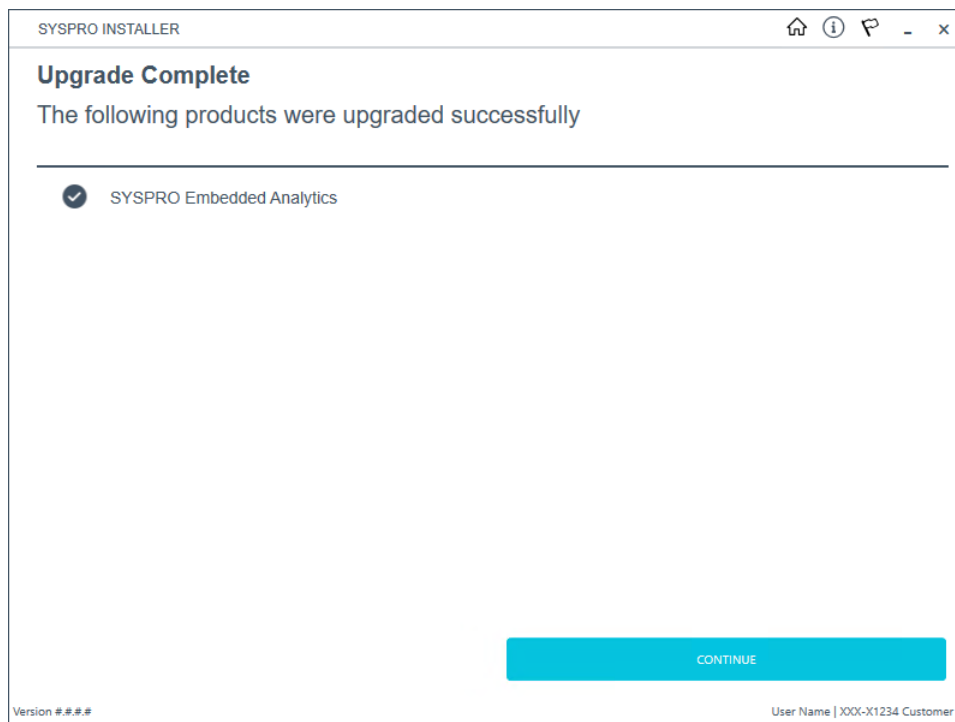 SYSPRO INSTALLER
Upgrade Complete
The following products were upgraded successfully
SYSPRO Embedded Analytics
CONTINUE
Version #.#.#.#
User Name | XXX-X1234 Customer